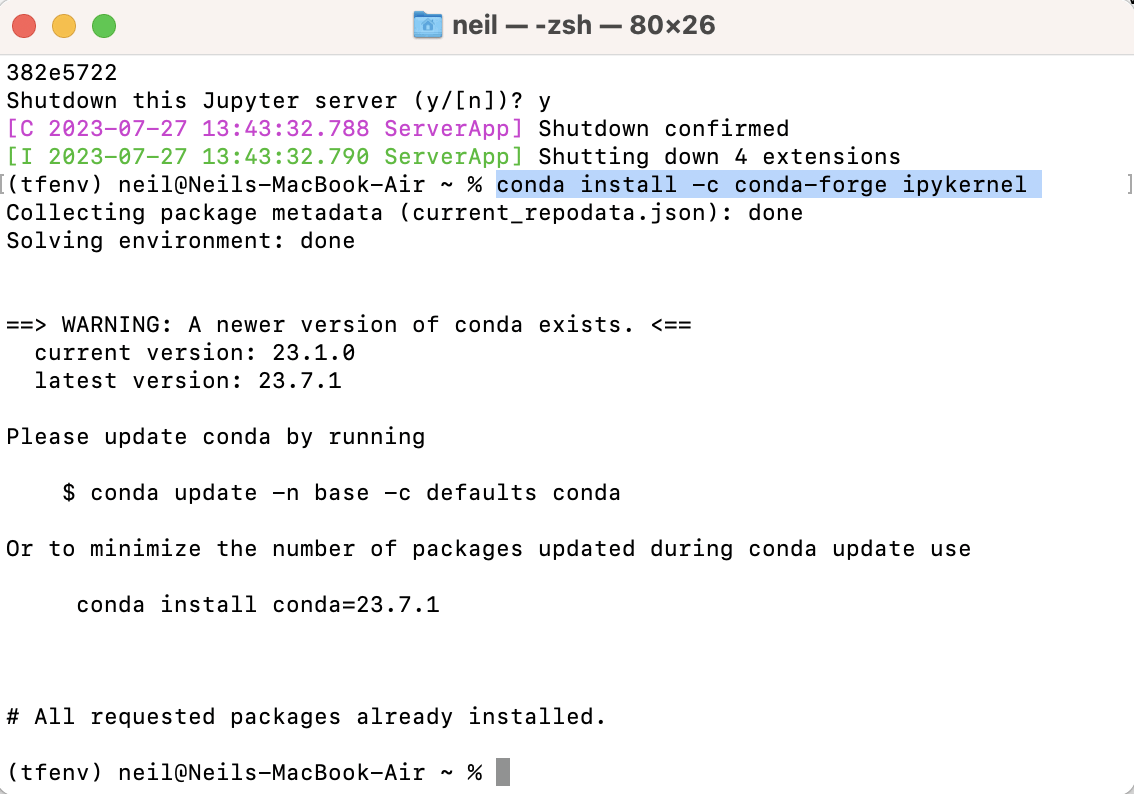 neil — -zsh — 80×26
382e5722
Shutdown this Jupyter server (y/[n])? y
[C 2023-07-27 13:43:32.788 ServerApp] Shutdown confirmed
[I 2023-07-27 13:43:32.790 ServerApp] Shutting down 4 extensions
[(tfenv) neil@Neils-MacBook-Air ~ % conda install -c conda-forge ipykernel ]
Collecting package metadata (current_repodata.json): done
Solving environment: done
==> WARNING: A newer version of conda exists. <==
  current version: 23.1.0
  latest version: 23.7.1
Please update conda by running
    $ conda update -n base -c defaults conda
Or to minimize the number of packages updated during conda update use
     conda install conda=23.7.1
# All requested packages already installed.
(tfenv) neil@Neils-MacBook-Air ~ %